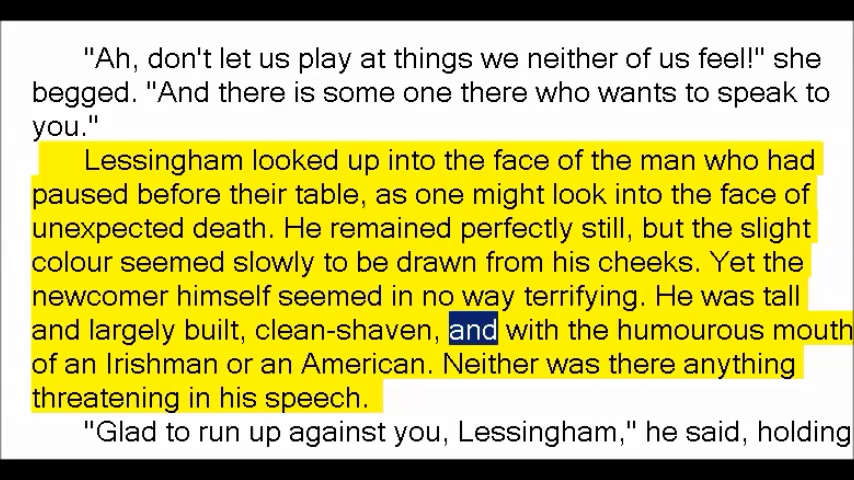 "Ah, don't let us play at things we neither of us feel!" she
begged. "And there is some one there who wants to speak to
you."
Lessingham looked up into the face of the man who had
paused before their table, as one might look into the face of
unexpected death. He remained perfectly still, but the slight
colour seemed slowly to be drawn from his cheeks. Yet the
newcomer himself seemed in no way terrifying. He was tall
and largely built, clean-shaven, and with the humourous mouth
of an Irishman or an American. Neither was there anything
threatening in his speech.
"Glad to run up against you, Lessingham," he said, holding